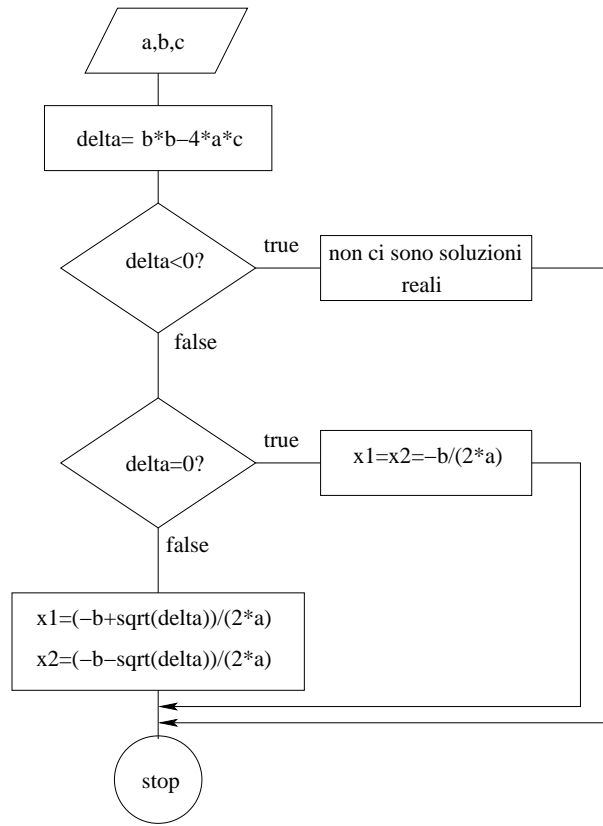 a,b,c
delta= b*b−4*a*c
delta<0?
true
non ci sono soluzioni
reali
false
delta=0?
true
x1=x2=−b/(2*a)
false
x1=(−b+sqrt(delta))/(2*a)
x2=(−b−sqrt(delta))/(2*a)
stop